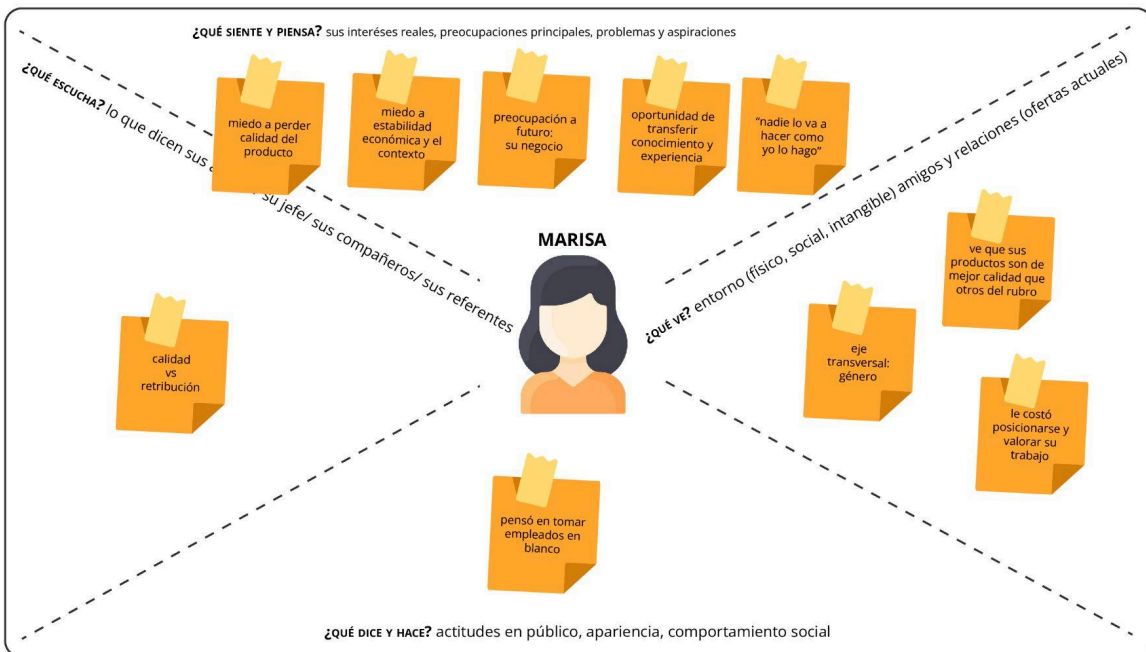 ¿QUÉ SIENTE Y PIENSA? sus interéses reales, preocupaciones principales, problemas y aspiraciones
¿QUÉ ESCUCHA? lo que dicen sus su jefe/ sus compañeros/ sus referentes
miedo a perder
calidad del
producto
miedo a
estabilidad
económica y el
contexto
preocupación a
futuro:
su negocio
oportunidad de
transferir
conocimiento y
experiencia
“nadie lo va a
hacer como
yo lo hago”
MARISA
¿QUÉ VE? entorno (físico, social, intangible) amigos y relaciones (ofertas actuales)
calidad
vs
retribución
ve que sus
productos son de
mejor calidad que
otros del rubro
eje
transversal:
género
le costó
posicionarse y
valorar su
trabajo
pensó en tomar
empleados en
blanco
¿QUÉ DICE Y HACE? actitudes en público, apariencia, comportamiento social